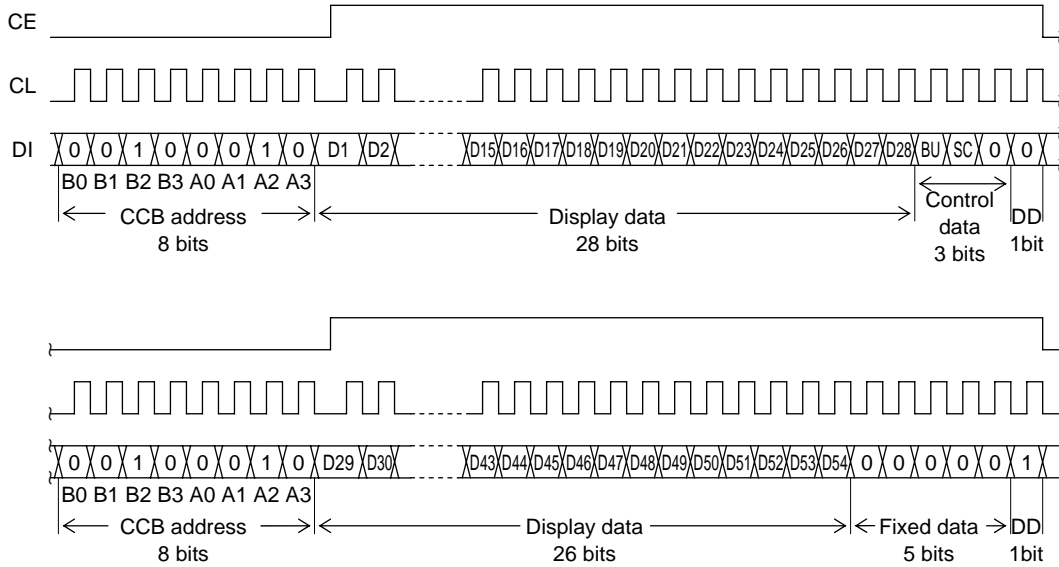 CE
CL
DI 0 0 1 0 0 0 1 0 D1 D2 D15 D16 D17 D18 D19 D20 D21 D22 D23 D24 D25 D26 D27 D28 BU SC 0 0
B0 B1 B2 B3 A0 A1 A2 A3
CCB address
8 bits
Display data
28 bits
Control
data
3 bits
DD
1bit
0 0 1 0 0 0 1 0 D29 D30 D43 D44 D45 D46 D47 D48 D49 D50 D51 D52 D53 D54 0 0 0 0 0 1
B0 B1 B2 B3 A0 A1 A2 A3
CCB address
8 bits
Display data
26 bits
Fixed data
5 bits
DD
1bit